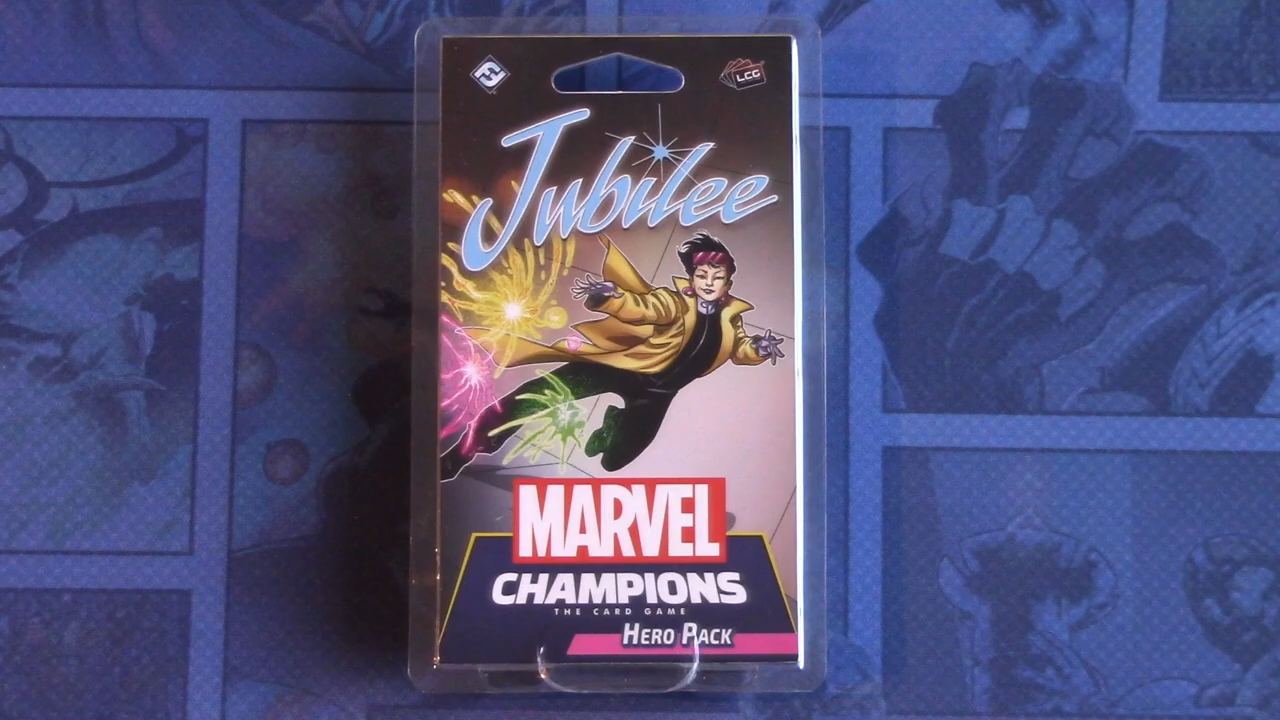 LCG
Jubilee
MARVEL
CHAMPIONS
THE CARD GAME
HERO PACK